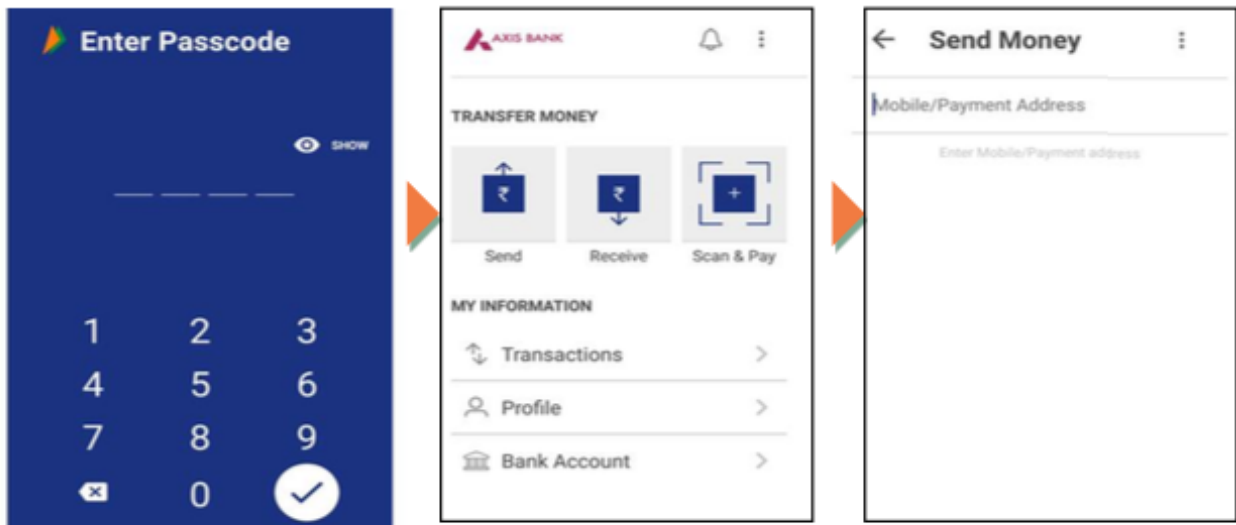 Enter Passcode
SHOW
1 2 3
4 5 6
7 8 9
0
AXIS BANK
TRANSFER MONEY
₹ ₹ +
Send Receive Scan & Pay
MY INFORMATION
Transactions
Profile
Bank Account
Send Money
Mobile/Payment Address
Enter Mobile/Payment address